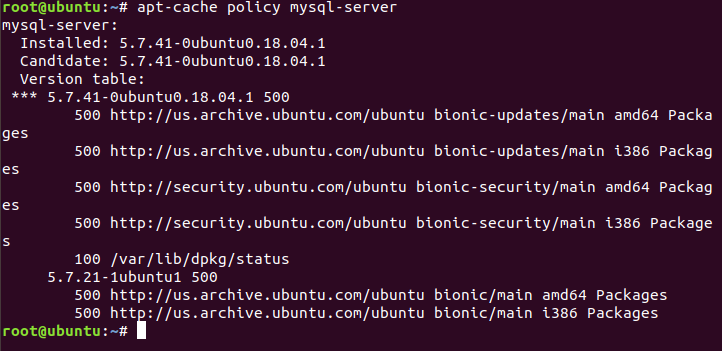 root@ubuntu:~# apt-cache policy mysql-server
mysql-server:
  Installed: 5.7.41-0ubuntu0.18.04.1
  Candidate: 5.7.41-0ubuntu0.18.04.1
  Version table:
 *** 5.7.41-0ubuntu0.18.04.1 500
        500 http://us.archive.ubuntu.com/ubuntu bionic-updates/main amd64 Packa
ges
        500 http://us.archive.ubuntu.com/ubuntu bionic-updates/main i386 Packag
es
        500 http://security.ubuntu.com/ubuntu bionic-security/main amd64 Packag
es
        500 http://security.ubuntu.com/ubuntu bionic-security/main i386 Package
s
        100 /var/lib/dpkg/status
     5.7.21-1ubuntu1 500
        500 http://us.archive.ubuntu.com/ubuntu bionic/main amd64 Packages
        500 http://us.archive.ubuntu.com/ubuntu bionic/main i386 Packages
root@ubuntu:~#